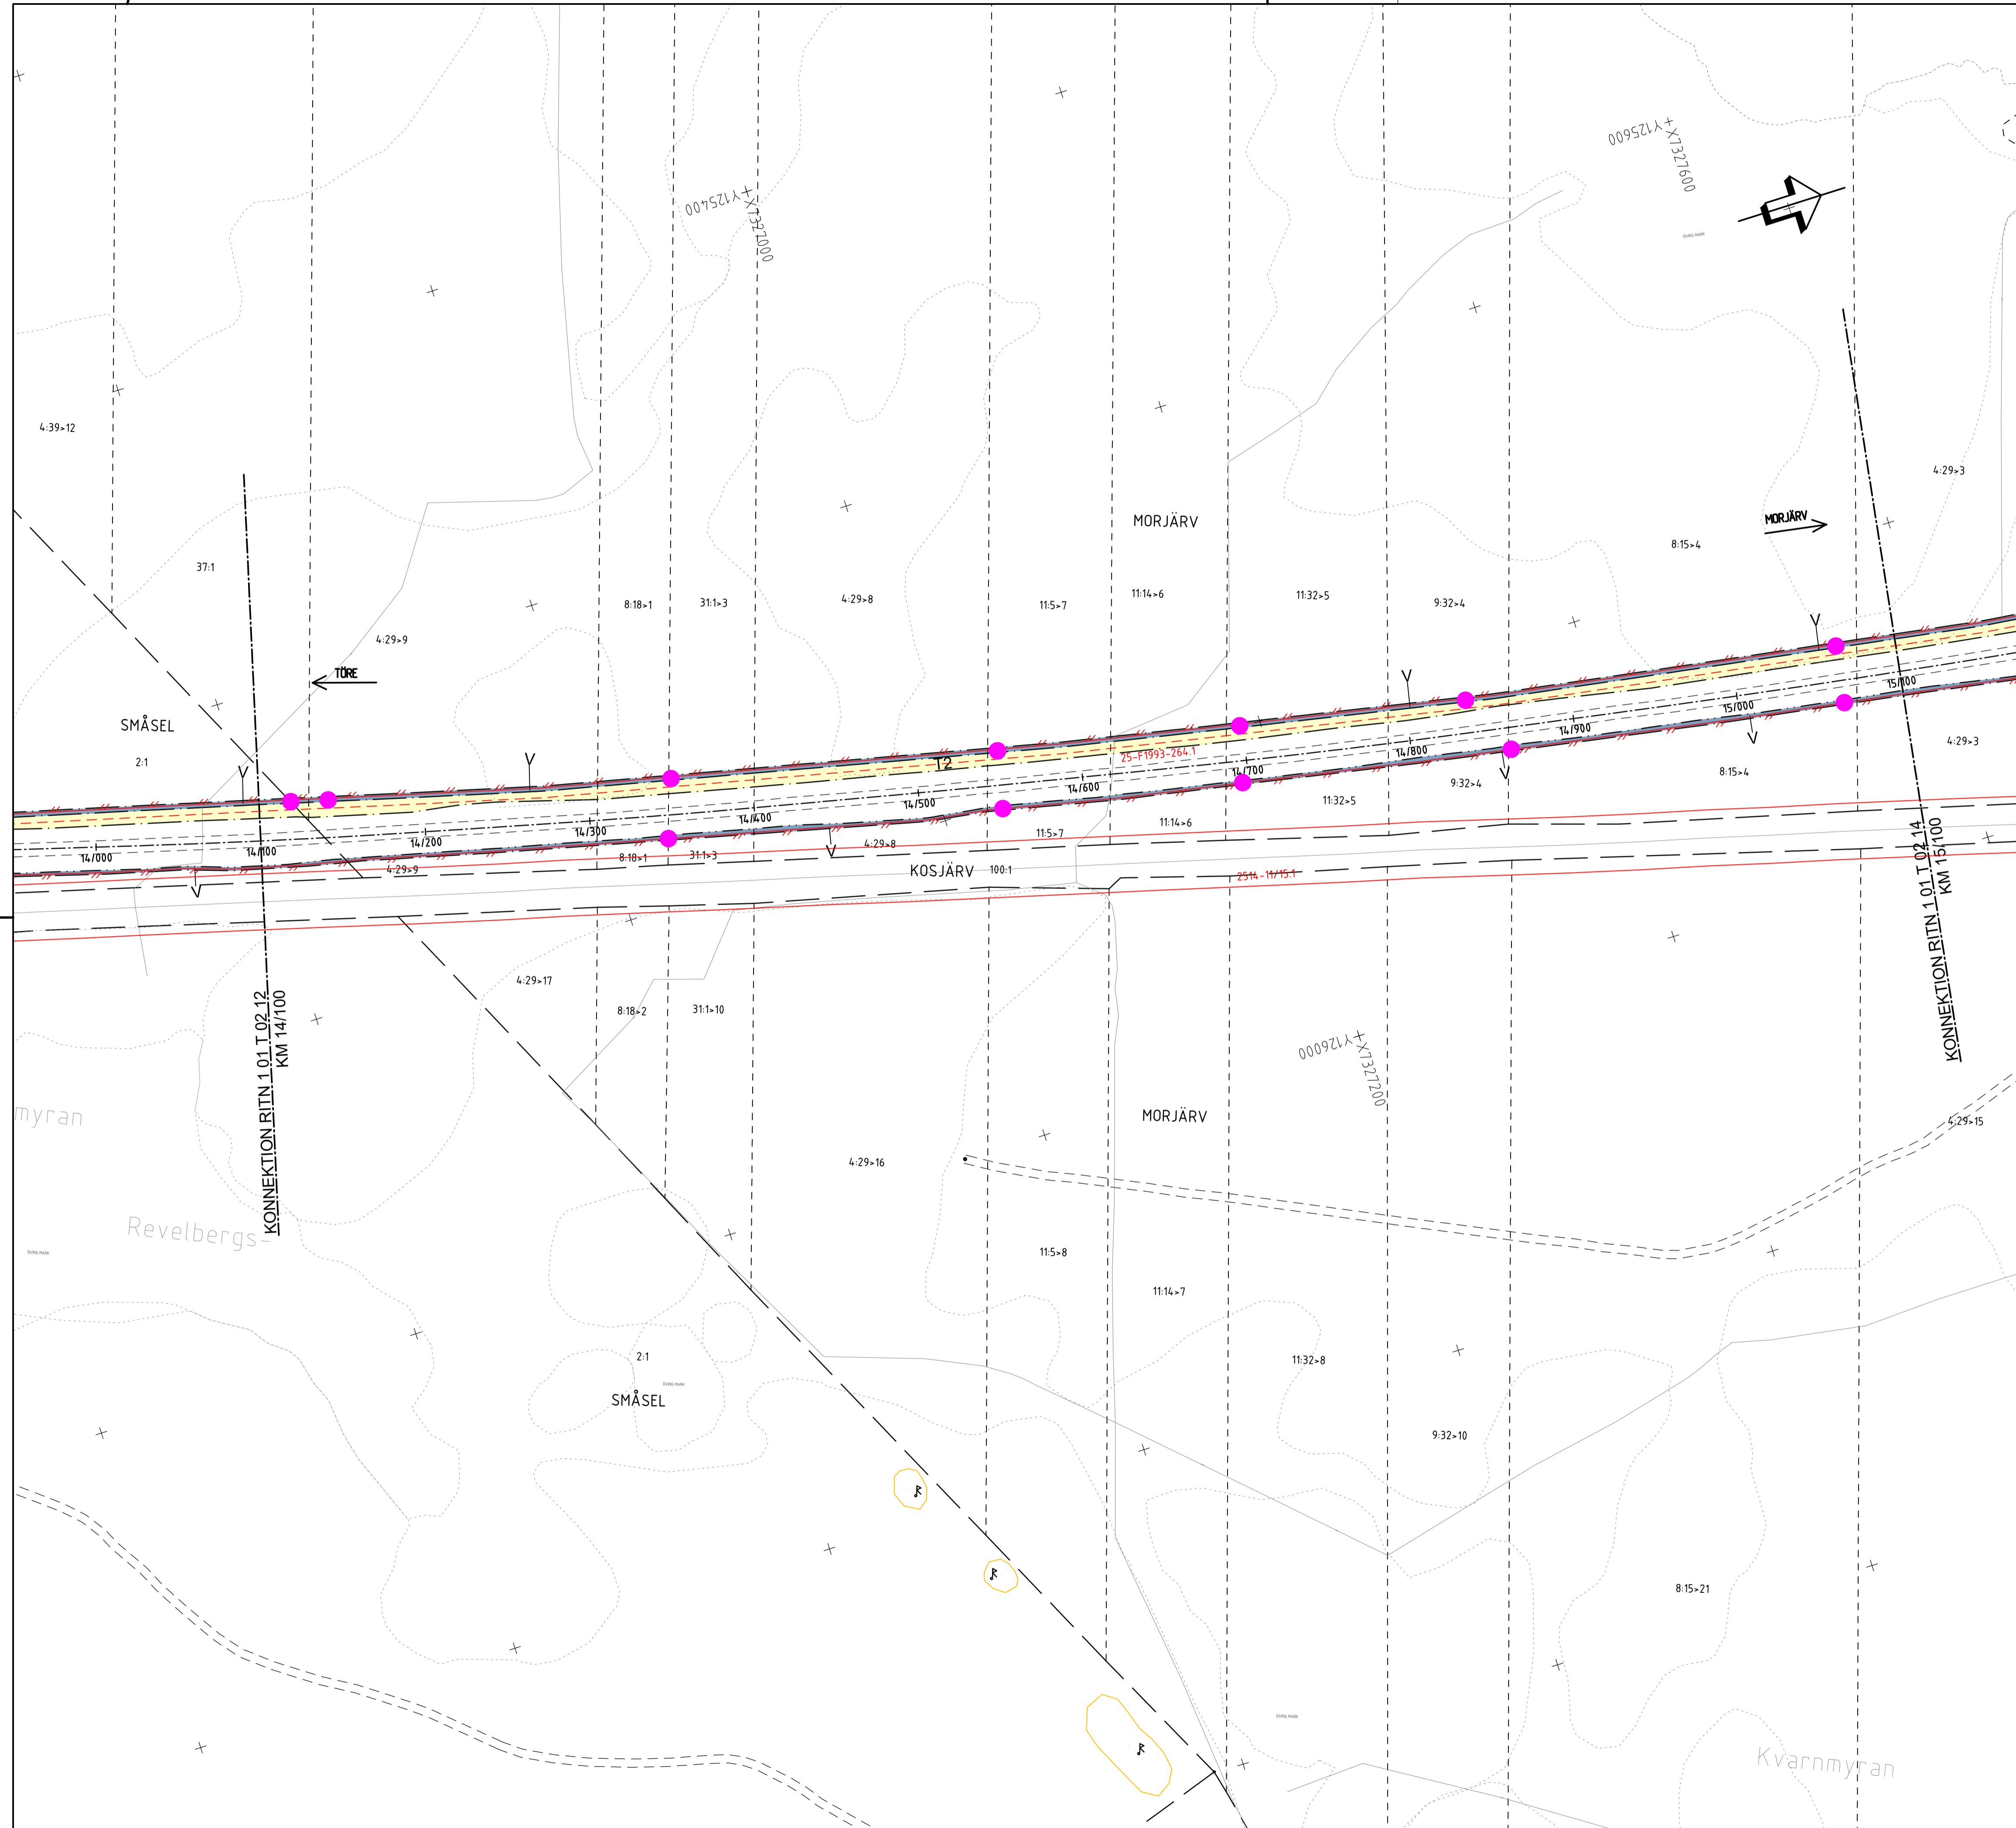 Y125600
X7327600
Y125400
X7327000
ÖVRIG MARK
4:39>12
4:29>3
MORJÄRV
MORJÄRV
8:15>4
37:1
8:18>1
31:1>3
4:29>8
11:5>7
11:14>6
11:32>5
9:32>4
4:29>9
TÖRE
SMÅSEL
2:1
T2
25-F1993-264.1
14/000
14/100
14/200
14/300
14/400
14/500
14/600
14/700
14/800
14/900
15/000
15/100
4:29>3
8:15>4
9:32>4
11:32>5
11:14>6
11:5>7
4:29>8
31:1>3
8:18>1
4:29>9
KOSJÄRV
100:1
2514-11/15.1
KONNEKTION RITN 1 01 T 02 14
KM 15/100
KONNEKTION RITN 1 01 T 02 12
KM 14/100
4:29>17
8:18>2
31:1>10
Y126000
X7327200
myran
MORJÄRV
4:29>15
4:29>16
Revelbergs-
ÖVRIG MARK
11:5>8
11:14>7
2:1
11:32>8
ÖVRIG MARK
SMÅSEL
9:32>10
8:15>21
ÖVRIG MARK
Kvarnmyran